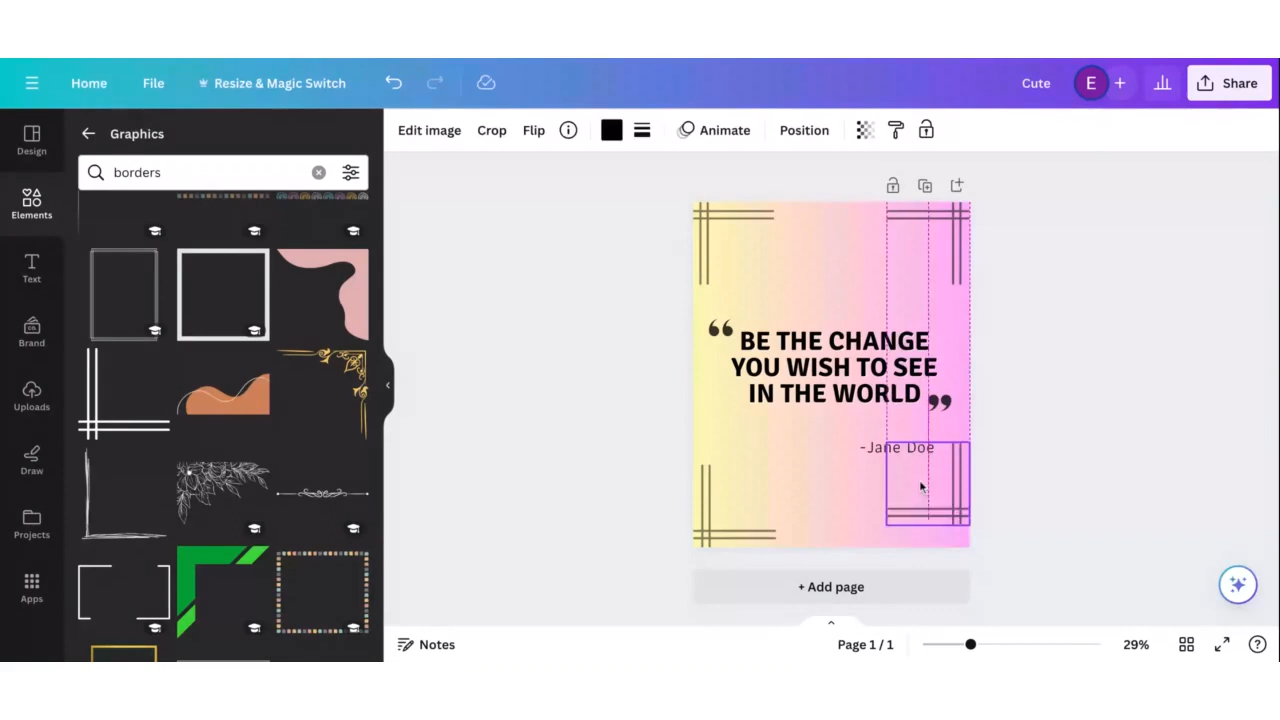 Home File Resize & Magic Switch Cute E + Share
Design
Elements
Text
Brand
Uploads
Draw
Projects
Apps
Graphics
borders
Edit image Crop Flip Animate Position
“ BE THE CHANGE
YOU WISH TO SEE
IN THE WORLD ”
-Jane Doe
+ Add page
Notes Page 1 / 1 29%